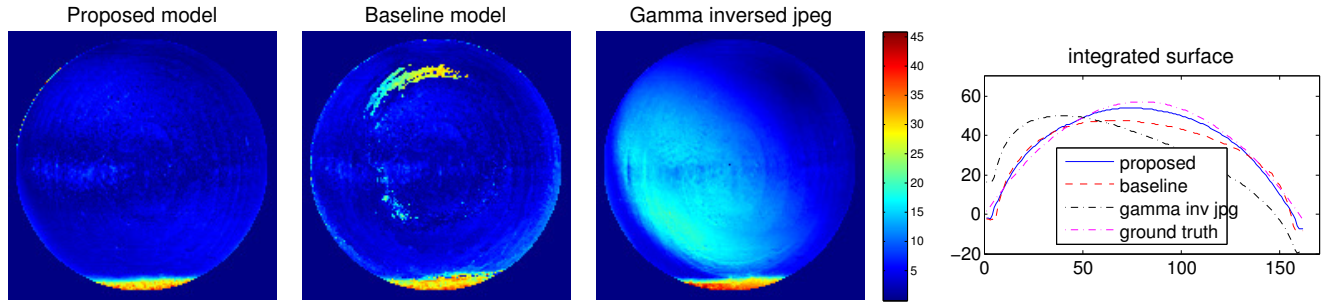 Proposed model
Baseline model
Gamma inversed jpeg
45
40
35
30
25
20
15
10
5
integrated surface
60
40
20
0
−20
0
50
100
150
proposed
baseline
gamma inv jpg
ground truth